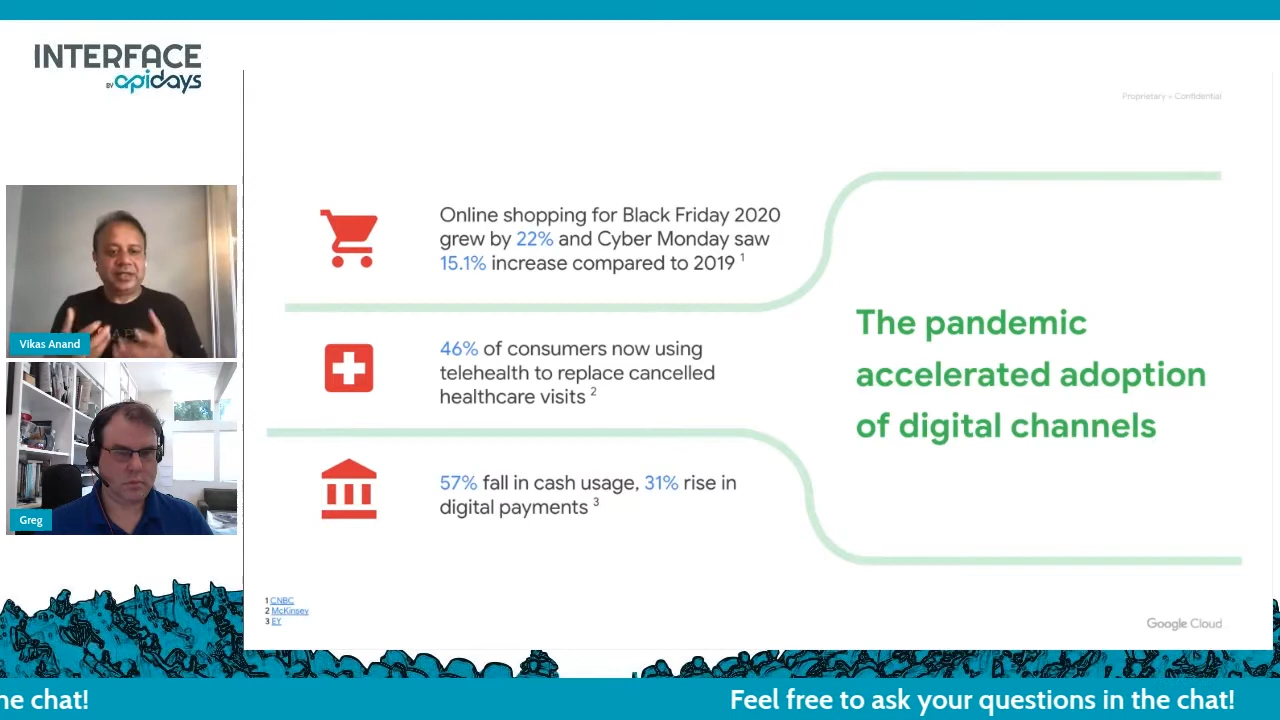 INTERFACE
BY apidays
Proprietary + Confidential
Vikas Anand
Greg
Online shopping for Black Friday 2020
grew by 22% and Cyber Monday saw
15.1% increase compared to 2019 1
46% of consumers now using
telehealth to replace cancelled
healthcare visits 2
57% fall in cash usage, 31% rise in
digital payments 3
The pandemic
accelerated adoption
of digital channels
1 CNBC
2 McKinsey
3 EY
Google Cloud
he chat!
Feel free to ask your questions in the chat!